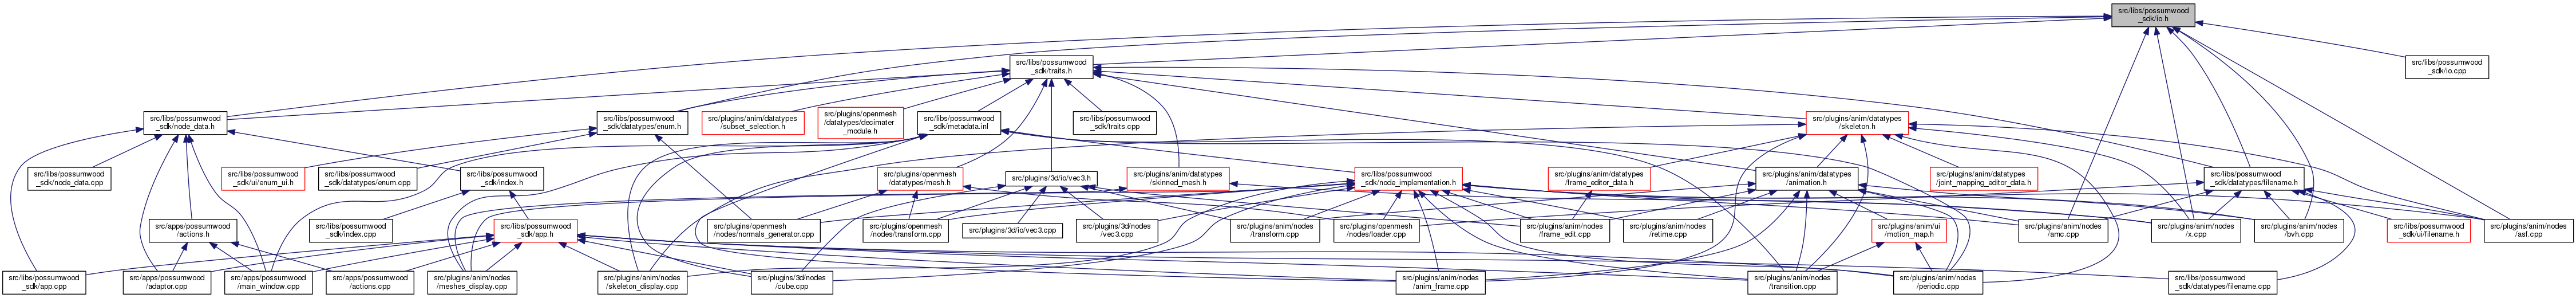 src/libs/possumwood
_sdk/io.h
src/libs/possumwood
_sdk/traits.h
src/libs/possumwood
_sdk/io.cpp
src/libs/possumwood
_sdk/node_data.h
src/libs/possumwood
_sdk/datatypes/enum.h
src/plugins/anim/datatypes
/subset_selection.h
src/plugins/openmesh
/datatypes/decimater
_module.h
src/libs/possumwood
_sdk/metadata.inl
src/libs/possumwood
_sdk/traits.cpp
src/plugins/anim/datatypes
/skeleton.h
src/libs/possumwood
_sdk/node_data.cpp
src/libs/possumwood
_sdk/ui/enum_ui.h
src/libs/possumwood
_sdk/datatypes/enum.cpp
src/libs/possumwood
_sdk/index.h
src/plugins/openmesh
/datatypes/mesh.h
src/plugins/3d/io/vec3.h
src/plugins/anim/datatypes
/skinned_mesh.h
src/libs/possumwood
_sdk/node_implementation.h
src/plugins/anim/datatypes
/frame_editor_data.h
src/plugins/anim/datatypes
/animation.h
src/plugins/anim/datatypes
/joint_mapping_editor_data.h
src/libs/possumwood
_sdk/datatypes/filename.h
src/apps/possumwood
/actions.h
src/libs/possumwood
_sdk/index.cpp
src/libs/possumwood
_sdk/app.h
src/plugins/openmesh
/nodes/normals_generator.cpp
src/plugins/openmesh
/nodes/transform.cpp
src/plugins/3d/io/vec3.cpp
src/plugins/3d/nodes
/vec3.cpp
src/plugins/anim/nodes
/transform.cpp
src/plugins/openmesh
/nodes/loader.cpp
src/plugins/anim/nodes
/frame_edit.cpp
src/plugins/anim/nodes
/retime.cpp
src/plugins/anim/ui
/motion_map.h
src/plugins/anim/nodes
/amc.cpp
src/plugins/anim/nodes
/x.cpp
src/plugins/anim/nodes
/bvh.cpp
src/libs/possumwood
_sdk/ui/filename.h
src/plugins/anim/nodes
/asf.cpp
src/libs/possumwood
_sdk/app.cpp
src/apps/possumwood
/adaptor.cpp
src/apps/possumwood
/main_window.cpp
src/apps/possumwood
/actions.cpp
src/plugins/anim/nodes
/meshes_display.cpp
src/plugins/anim/nodes
/skeleton_display.cpp
src/plugins/3d/nodes
/cube.cpp
src/plugins/anim/nodes
/anim_frame.cpp
src/plugins/anim/nodes
/transition.cpp
src/plugins/anim/nodes
/periodic.cpp
src/libs/possumwood
_sdk/datatypes/filename.cpp